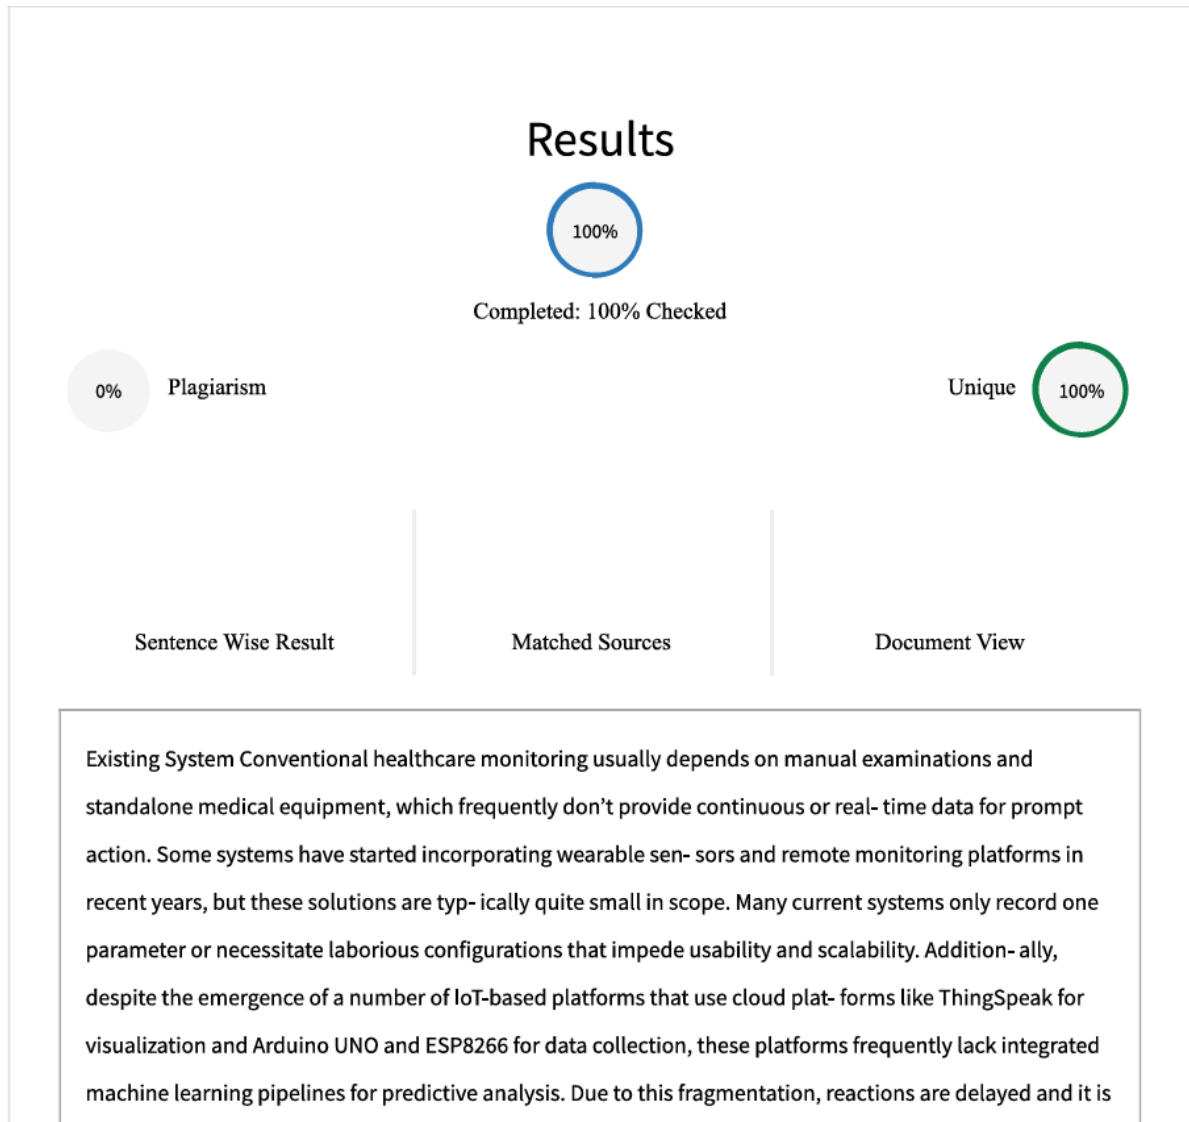 Results
100%
Completed: 100% Checked
0%
Plagiarism
Unique
100%
Sentence Wise Result
Matched Sources
Document View
Existing System Conventional healthcare monitoring usually depends on manual examinations and
standalone medical equipment, which frequently don’t provide continuous or real- time data for prompt
action. Some systems have started incorporating wearable sen- sors and remote monitoring platforms in
recent years, but these solutions are typ- ically quite small in scope. Many current systems only record one
parameter or necessitate laborious configurations that impede usability and scalability. Addition- ally,
despite the emergence of a number of IoT-based platforms that use cloud plat- forms like ThingSpeak for
visualization and Arduino UNO and ESP8266 for data collection, these platforms frequently lack integrated
machine learning pipelines for predictive analysis. Due to this fragmentation, reactions are delayed and it is